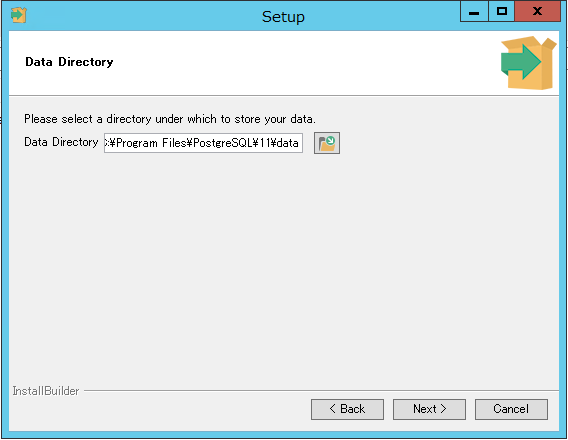 Setup
Data Directory
Please select a directory under which to store your data.
Data Directory :¥Program Files¥PostgreSQL¥11¥data
InstallBuilder
< Back Next > Cancel